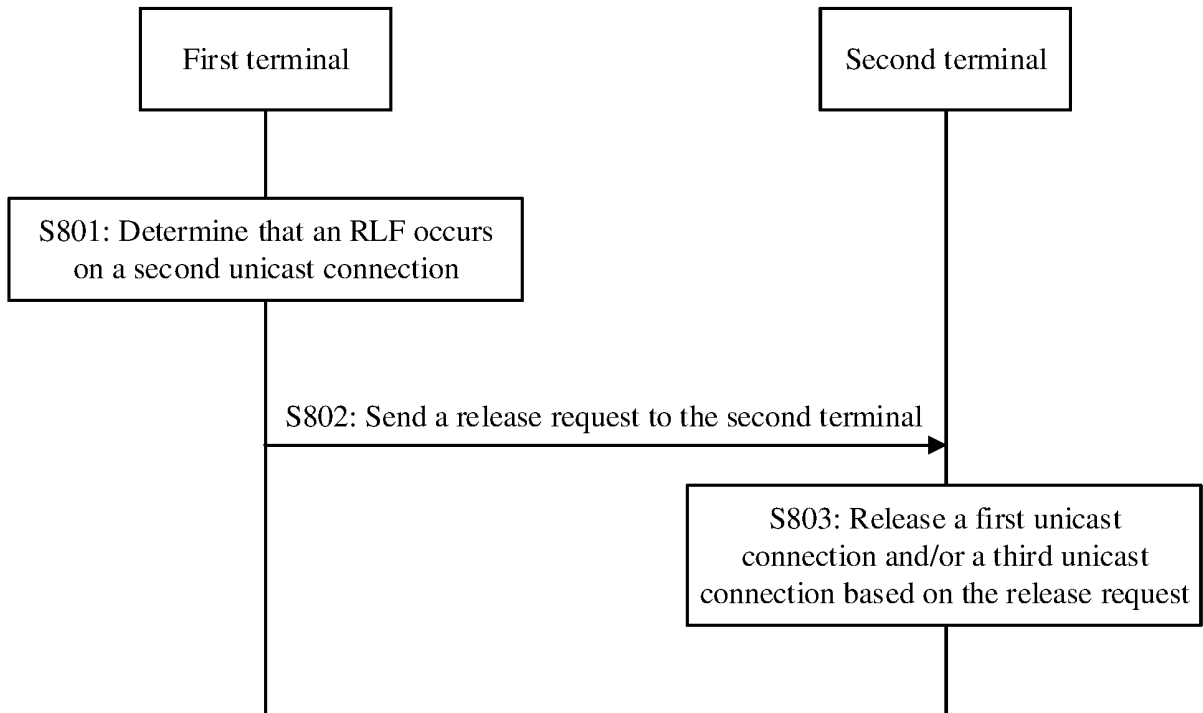 First terminal
Second terminal
S801: Determine that an RLF occurs
on a second unicast connection
S802: Send a release request to the second terminal
S803: Release a first unicast
connection and/or a third unicast
connection based on the release request